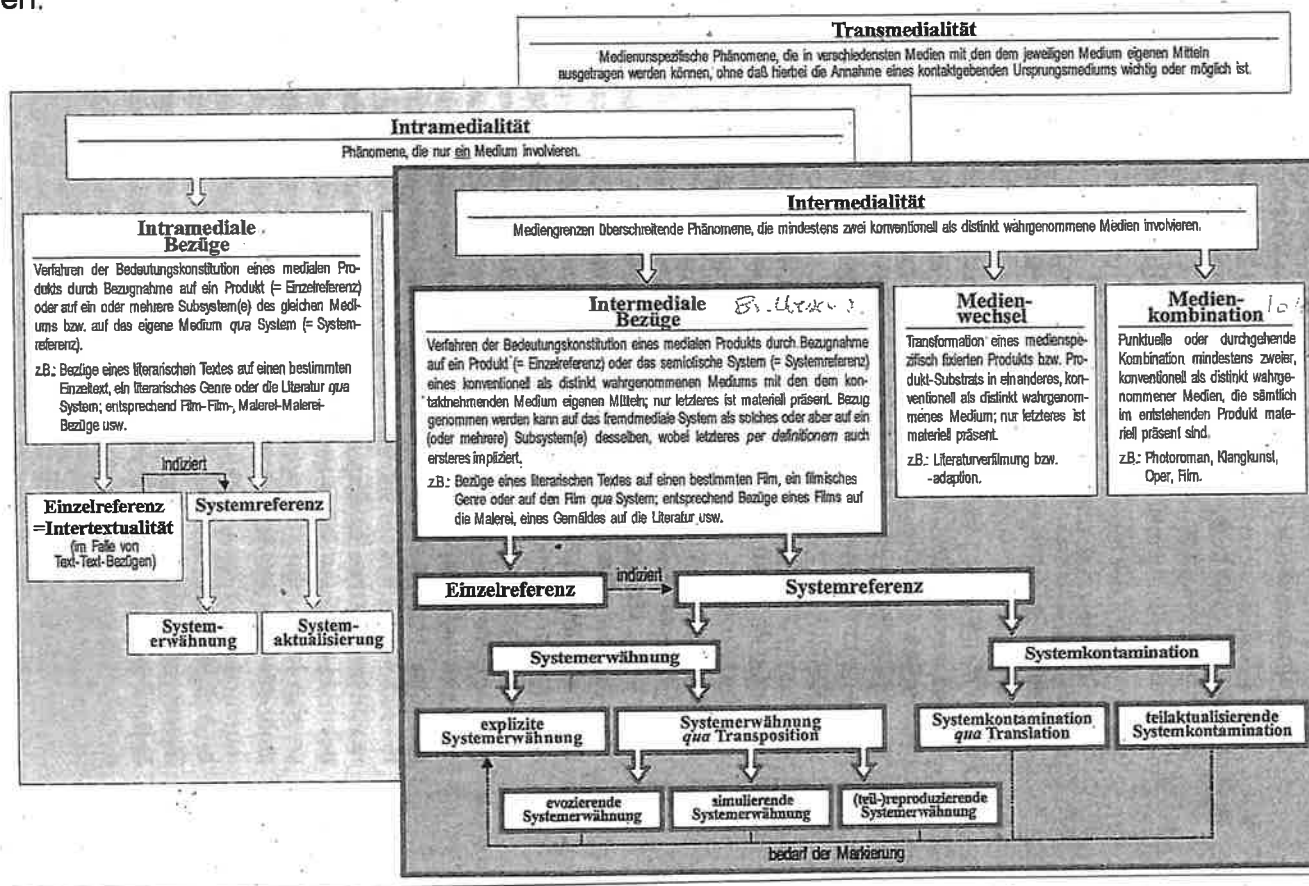 en.
Transmedialität
Medienunspezifische Phänomene, die in verschiedensten Medien mit den dem jeweiligen Medium eigenen Mitteln
ausgetragen werden können, ohne daß hierbei die Annahme eines kontaktgebenden Ursprungsmediums wichtig oder möglich ist.
Intramedialität
Phänomene, die nur ein Medium involvieren.
Intramediale
Bezüge
Verfahren der Bedeutungskonstitution eines medialen Pro-
dukts durch Bezugnahme auf ein Produkt (= Einzelreferenz)
oder auf ein oder mehrere Subsystem(e) des gleichen Medi-
ums bzw. auf das eigene Medium qua System (= System-
referenz).
z.B.: Bezüge eines literarischen Textes auf einen bestimmten
Einzeltext, ein literarisches Genre oder die Literatur qua
System; entsprechend Film-Film-, Malerei-Malerei-
Bezüge usw.
indiziert
Einzelreferenz
=Intertextualität
(im Falle von
Text-Text-Bezügen)
Systemreferenz
System-
erwähnung
System-
aktualisierung
Intermedialität
Mediengrenzen überschreitende Phänomene, die mindestens zwei konventionell als distinkt wahrgenommene Medien involvieren.
Intermediale
Bezüge
Verfahren der Bedeutungskonstitution eines medialen Produkts durch Bezugnahme
auf ein Produkt (= Einzelreferenz) oder das semiotische System (= Systemreferenz)
eines konventionell als distinkt wahrgenommenen Mediums mit den dem kon-
taktnehmenden Medium eigenen Mitteln; nur letzteres ist materiell präsent. Bezug
genommen werden kann auf das fremdmediale System als solches oder aber auf ein
(oder mehrere) Subsystem(e) desselben, wobei letzteres per definitionem auch
ersteres impliziert.
z.B.: Bezüge eines literarischen Textes auf einen bestimmten Film, ein filmisches
Genre oder auf den Film qua System; entsprechend Bezüge eines Films auf
die Malerei, eines Gemäldes auf die Literatur usw.
Medien-
wechsel
Transformation eines medienspe-
zifisch fixierten Produkts bzw. Pro-
dukt-Substrats in ein anderes, kon-
ventionell als distinkt wahrgenom-
menes Medium; nur letzteres ist
materiell präsent.
z.B.: Literaturverfilmung bzw.
-adaption.
Medien-
kombination
Punktuelle oder durchgehende
Kombination mindestens zweier,
konventionell als distinkt wahrge-
nommener Medien, die sämtlich
im entstehenden Produkt mate-
riell präsent sind.
z.B.: Photoroman, Klangkunst,
Oper, Film.
Einzelreferenz
indiziert
Systemreferenz
Systemerwähnung
Systemkontamination
explizite
Systemerwähnung
Systemerwähnung
qua Transposition
Systemkontamination
qua Translation
teilaktualisierende
Systemkontamination
evozierende
Systemerwähnung
simulierende
Systemerwähnung
(teil-)reproduzierende
Systemerwähnung
bedarf der Markierung